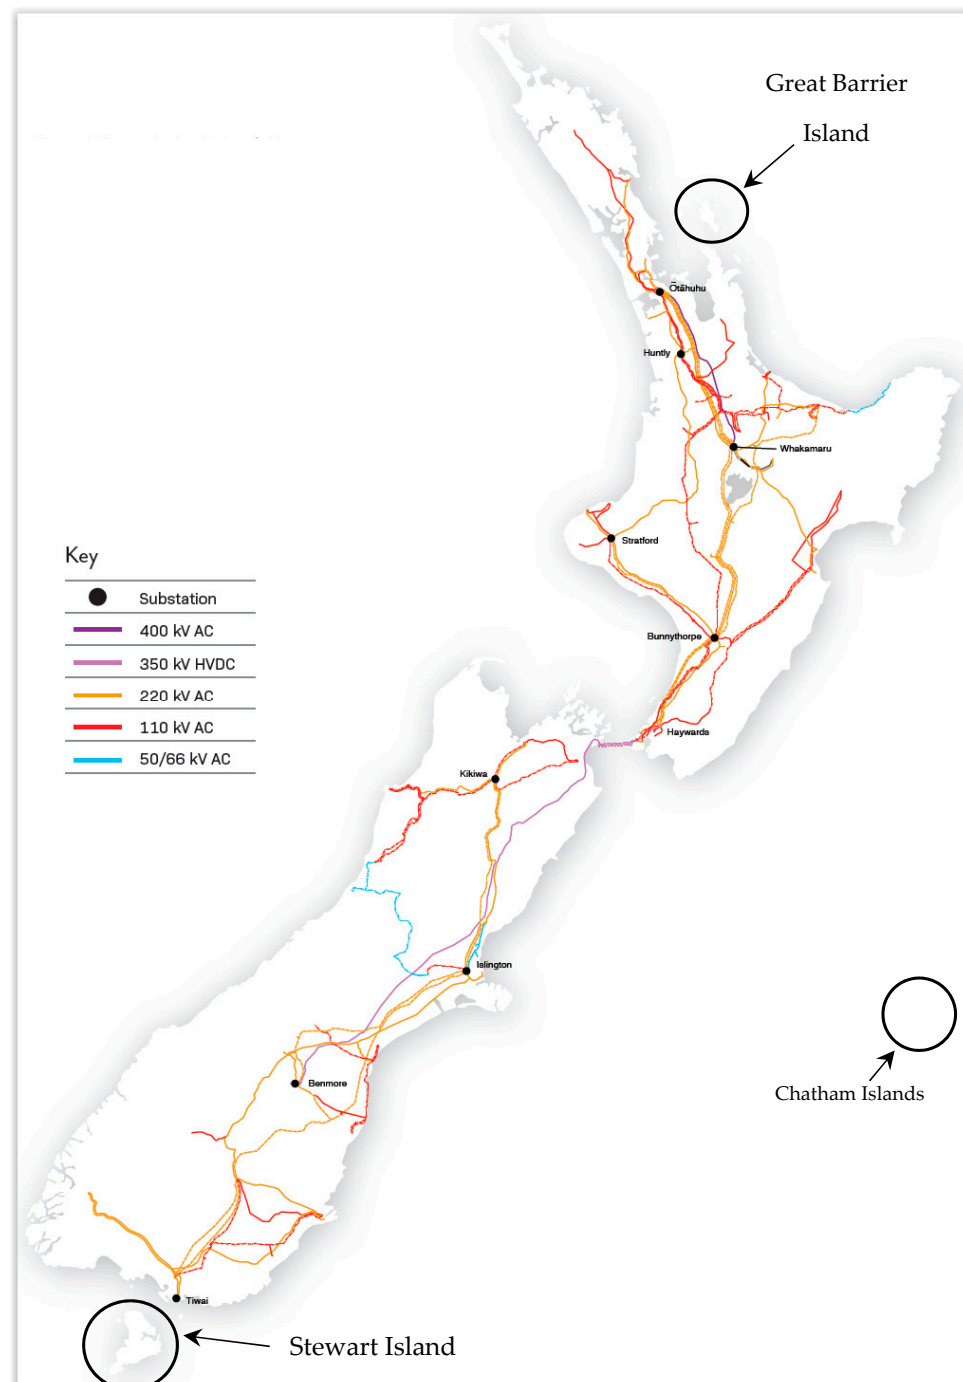 Great Barrier
Island
Ōtāhuhu
Huntly
Whakamaru
Stratford
Bunnythorpe
Haywards
Key
Substation
400 kV AC
350 kV HVDC
220 kV AC
110 kV AC
50/66 kV AC
Kikiwa
Islington
Benmore
Chatham Islands
Tiwai
Stewart Island